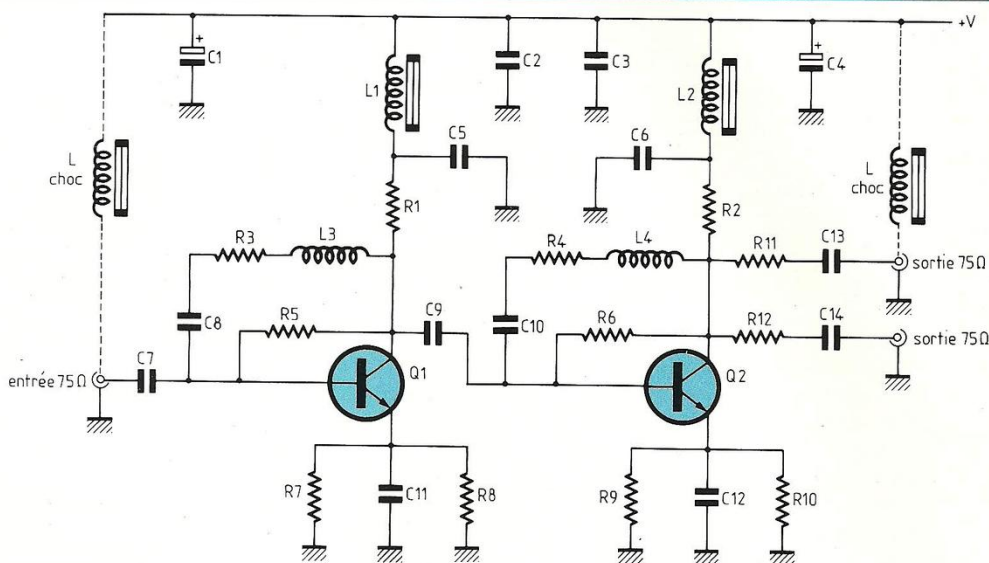 +V
+
C1
C2
C3
+
C4
L1
L2
C5
C6
L
choc
L
choc
R1
R2
R3
L3
R4
L4
R11
C13
sortie 75Ω
C8
R5
C9
C10
R6
R12
C14
sortie 75Ω
C7
entrée 75Ω
Q1
Q2
R7
C11
R8
R9
C12
R10